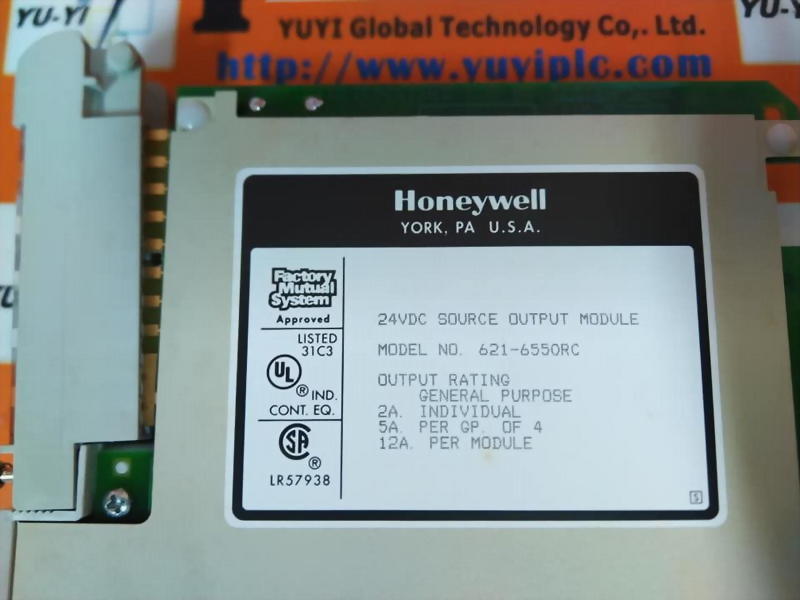 YU-YI
YUYI Global Technology Co,. Ltd.
YU-Y
http://www.yuyiplc.com
Honeywell
YORK, PA U.S.A.
Factory
Mutual
System
Approved
LISTED
31C3
UL
® IND.
CONT. EQ.
SA
®
LR57938
24VDC SOURCE OUTPUT MODULE
MODEL NO. 621-6550RC
OUTPUT RATING
GENERAL PURPOSE
2A. INDIVIDUAL
5A. PER GP. OF 4
12A. PER MODULE
S